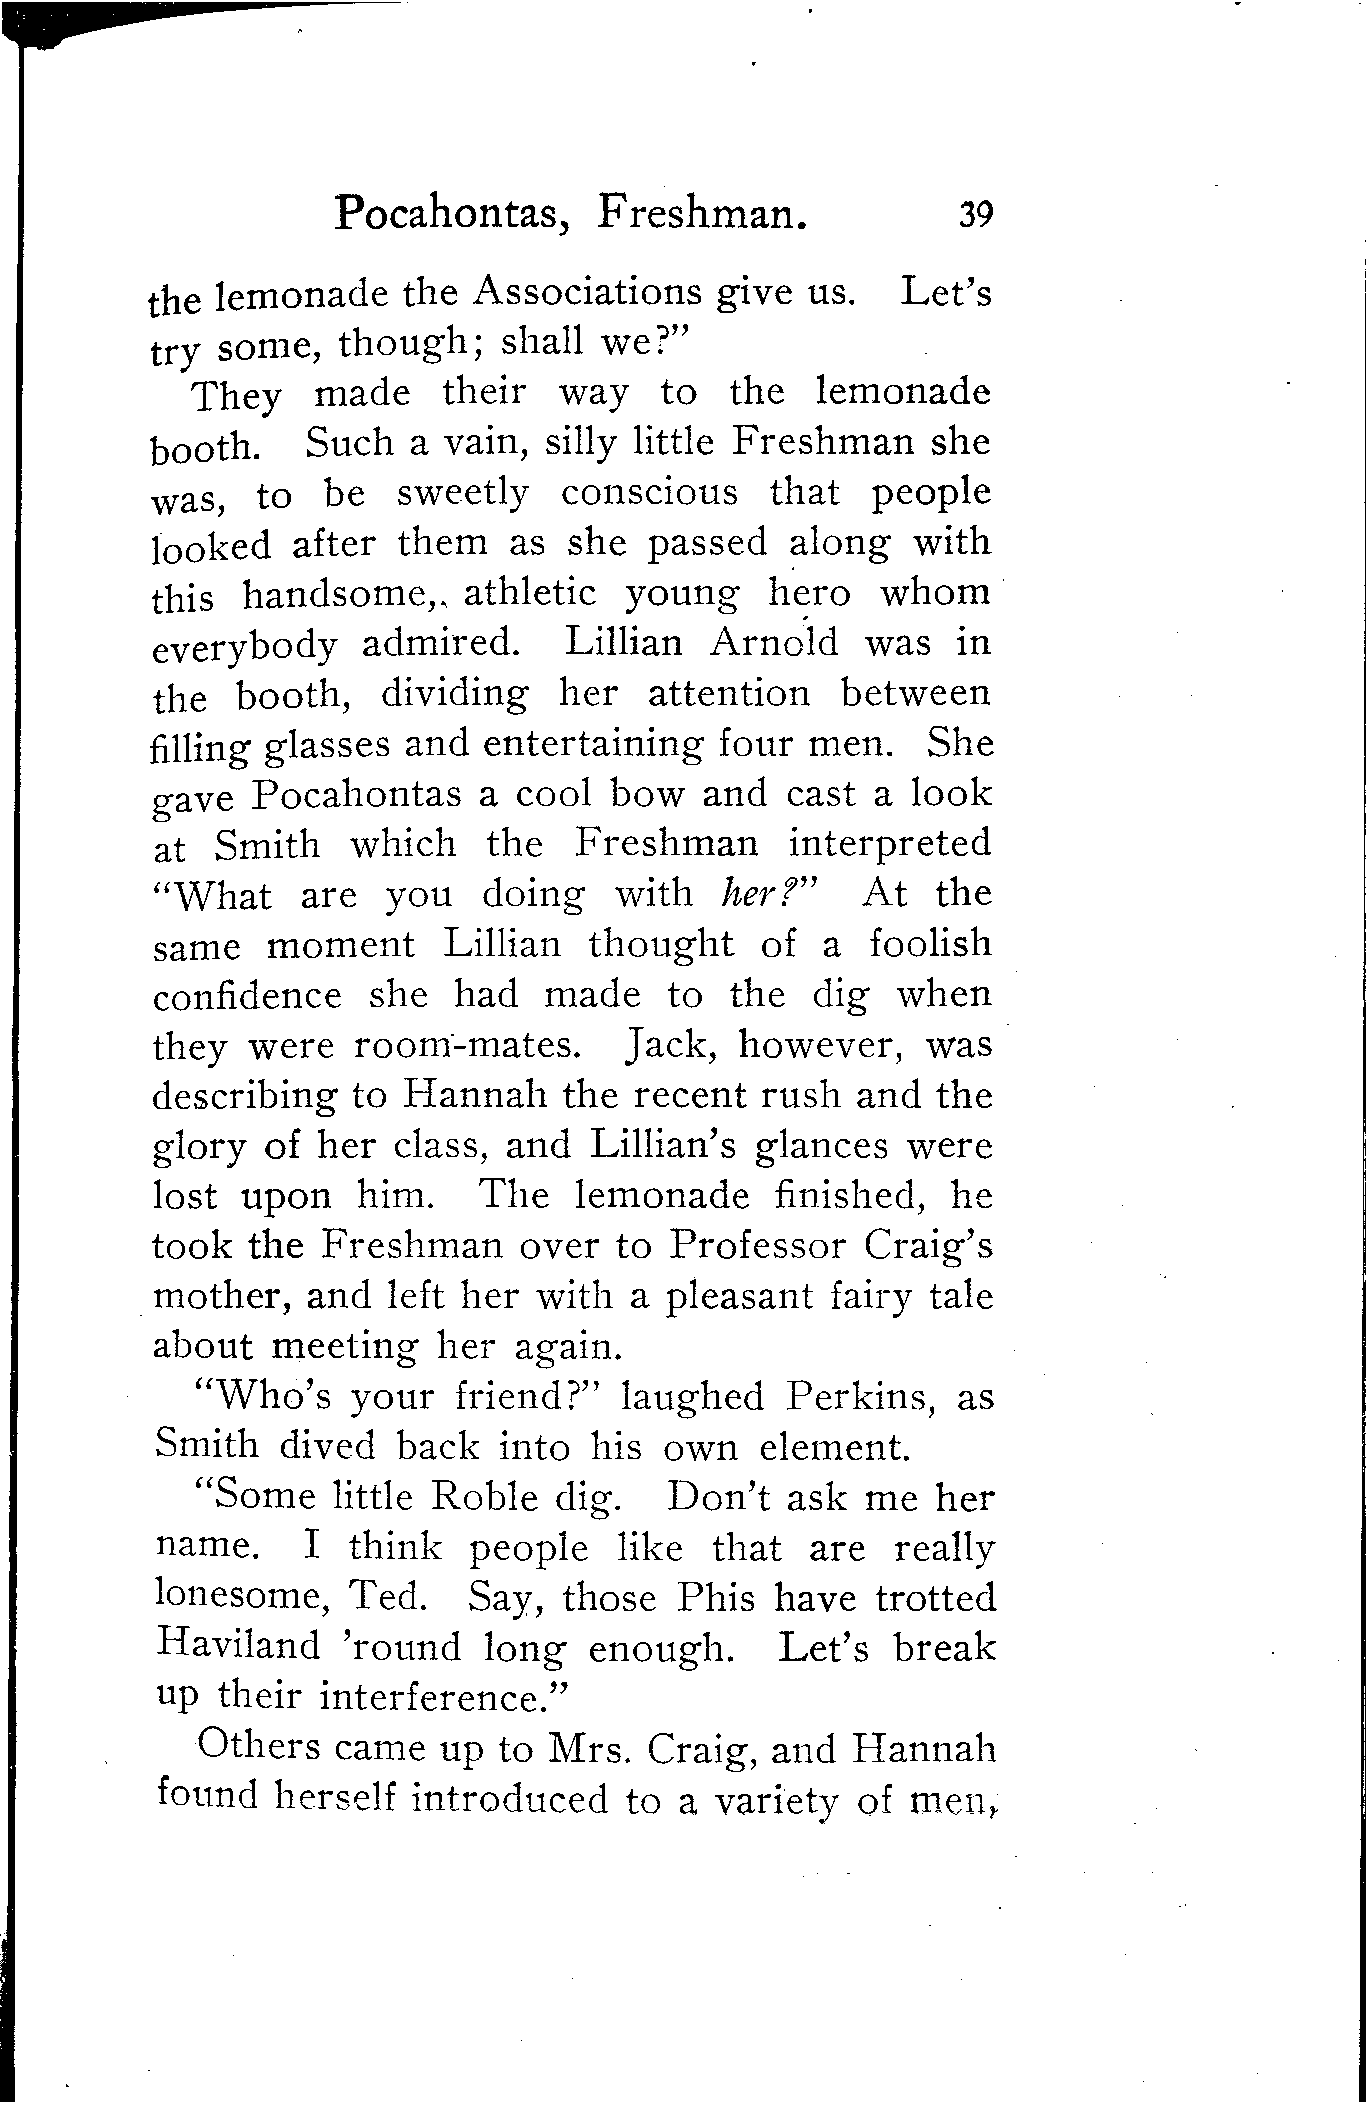 Pocahontas, Freshman. 39
the lemonade the Associations give us. Let's
try some, though; shall we?"
They made their way to the lemonade
booth. Such a vain, silly little Freshman she
was, to be sweetly conscious that people
looked after them as she passed along with
this handsome, athletic young hero whom
everybody admired. Lillian Arnold was in
the booth, dividing her attention between
filling glasses and entertaining four men. She
gave Pocahontas a cool bow and cast a look
at Smith which the Freshman interpreted
"What are you doing with her?" At the
same moment Lillian thought of a foolish
confidence she had made to the dig when
they were room-mates. Jack, however, was
describing to Hannah the recent rush and the
glory of her class, and Lillian's glances were
lost upon him. The lemonade finished, he
took the Freshman over to Professor Craig's
mother, and left her with a pleasant fairy tale
about meeting her again.
"Who's your friend?" laughed Perkins, as
Smith dived back into his own element.
"Some little Roble dig. Don't ask me her
name. I think people like that are really
lonesome, Ted. Say, those Phis have trotted
Haviland 'round long enough. Let's break
up their interference."
Others came up to Mrs. Craig, and Hannah
found herself introduced to a variety of men,